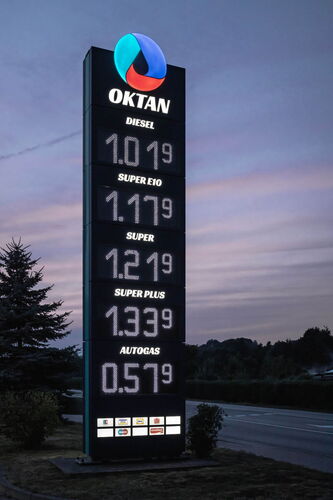 OKTAN
DIESEL
1.01⁹
SUPER E10
1.17⁹
SUPER
1.21⁹
SUPER PLUS
1.33⁹
AUTOGAS
0.57⁹